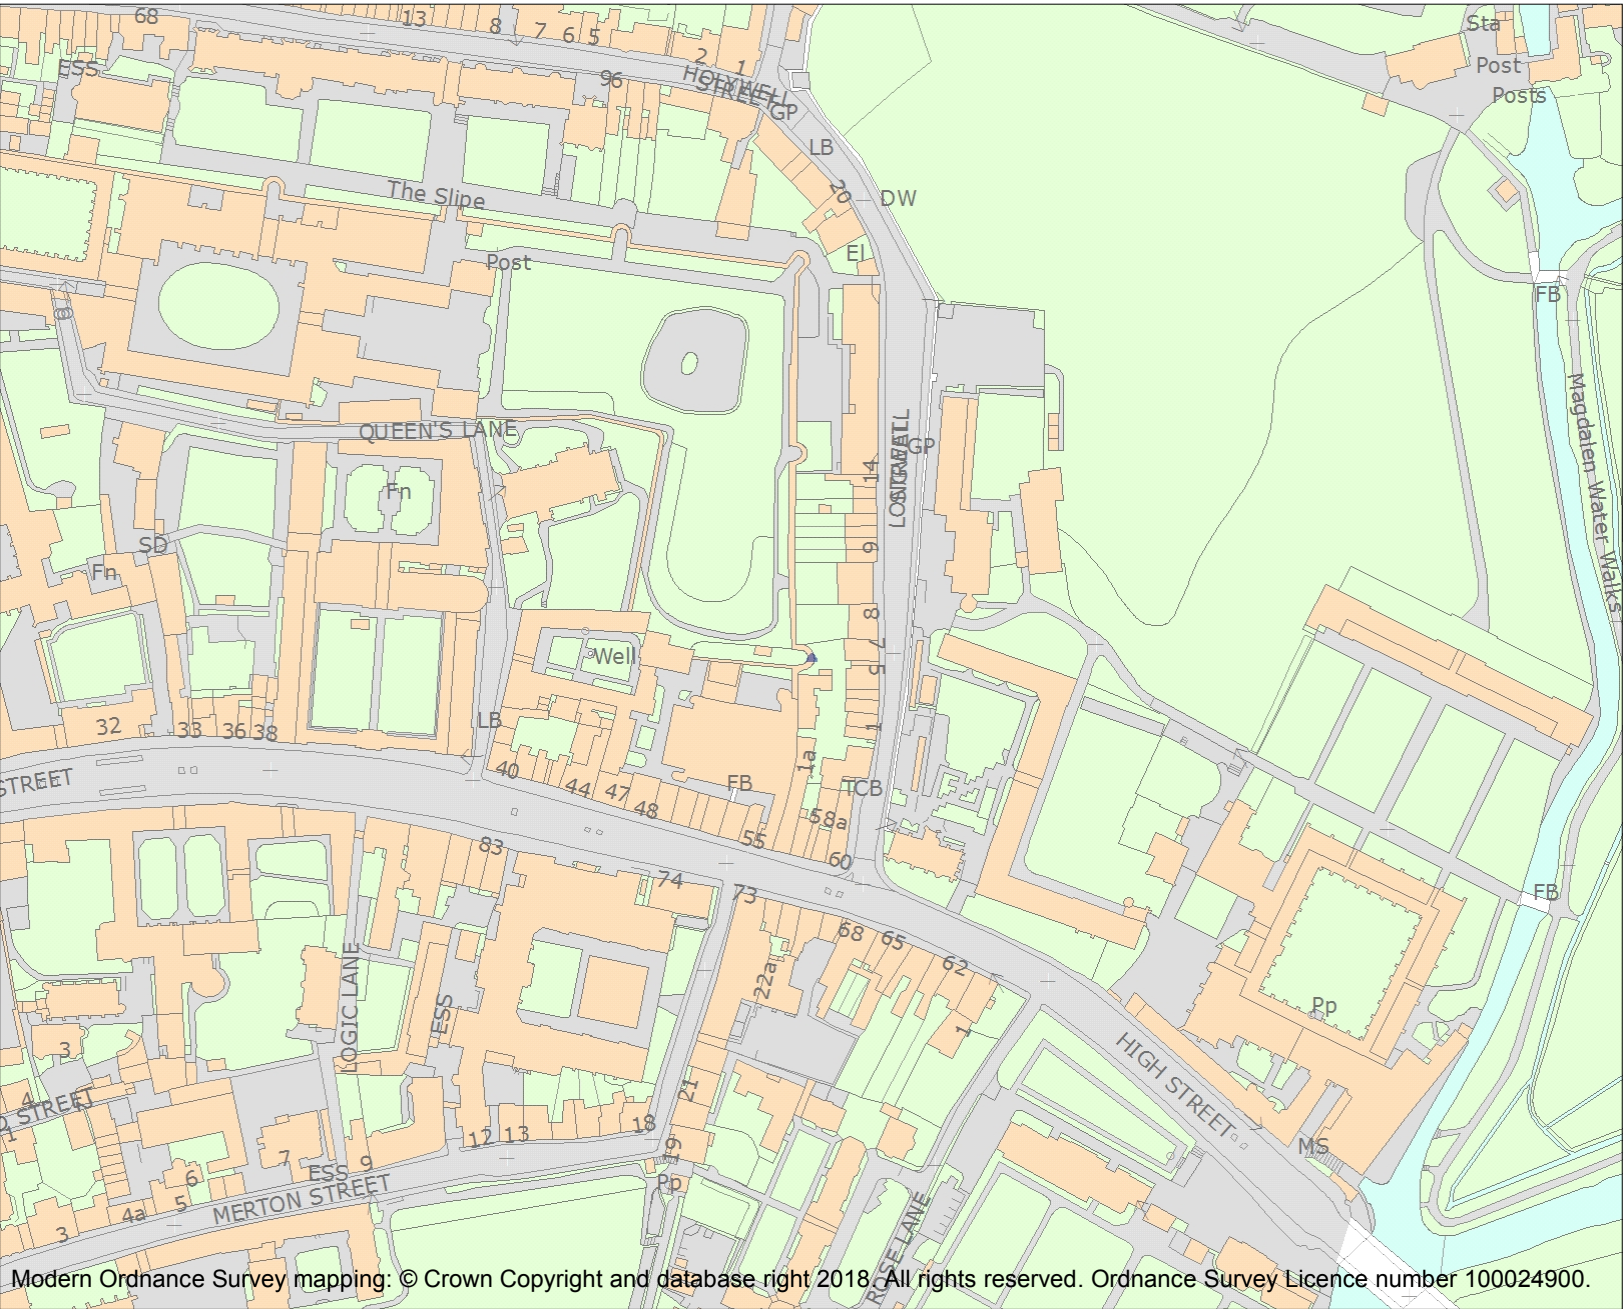 68
13
8
7
6
5
2
1
Sta
Post
Posts
ESS
96
HOLYWELL
STREET
GP
LB
20
DW
The Slipe
El
Post
8
FB
QUEEN'S LANE
Magdalen Water Walks
LONGWALL
STREET
GP
14
Fn
SD
Fn
9
8
7
5
1
Well
LB
32
33
36
38
40
44
47
48
FB
1a
TCB
58a
55
60
STREET
83
74
73
68
65
62
FB
22a
LOGIC LANE
ESS
Pp
1
HIGH STREET
3
4
1
21
18
19
12
13
MS
7
ESS
9
6
5
4a
3
MERTON STREET
Pp
ROSE LANE
Modern Ordnance Survey mapping: © Crown Copyright and database right 2018. All rights reserved. Ordnance Survey Licence number 100024900.